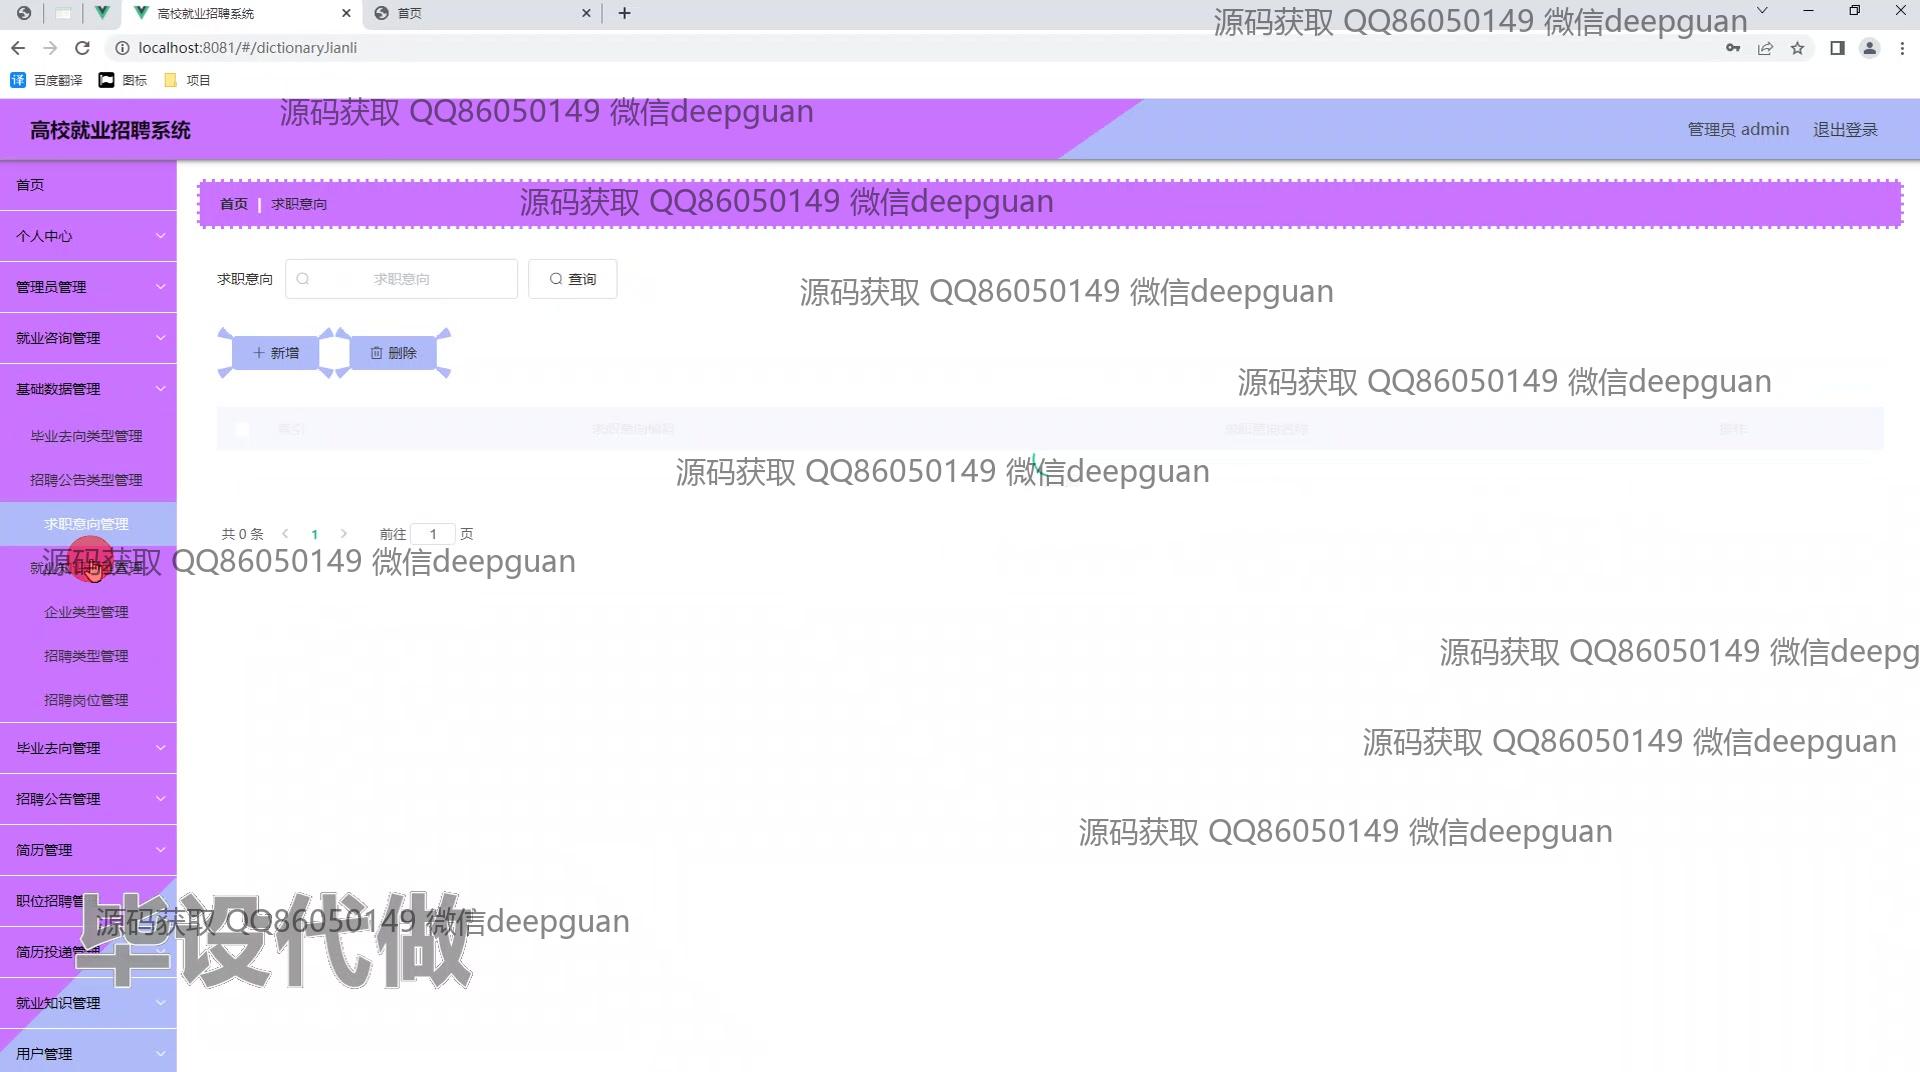 高校就业招聘系统
首页
源码获取 QQ86050149 微信deepguan
localhost:8081/#/dictionaryJianli
百度翻译
图标
项目
源码获取 QQ86050149 微信deepguan
高校就业招聘系统
管理员 admin
退出登录
首页
首页 | 求职意向
源码获取 QQ86050149 微信deepguan
个人中心
管理员管理
求职意向
求职意向
查询
源码获取 QQ86050149 微信deepguan
就业咨询管理
新增
删除
基础数据管理
源码获取 QQ86050149 微信deepguan
毕业去向类型管理
索引
求职意向编码
求职意向名称
操作
招聘公告类型管理
源码获取 QQ86050149 微信deepguan
求职意向管理
共 0 条
1
前往 1 页
源码获取 QQ86050149 微信deepguan
企业类型管理
招聘类型管理
源码获取 QQ86050149 微信deepg
招聘岗位管理
毕业去向管理
源码获取 QQ86050149 微信deepguan
招聘公告管理
源码获取 QQ86050149 微信deepguan
简历管理
职位招聘管
源码获取 QQ86050149 微信deepguan
毕设代做
简历投递管理
就业知识管理
用户管理